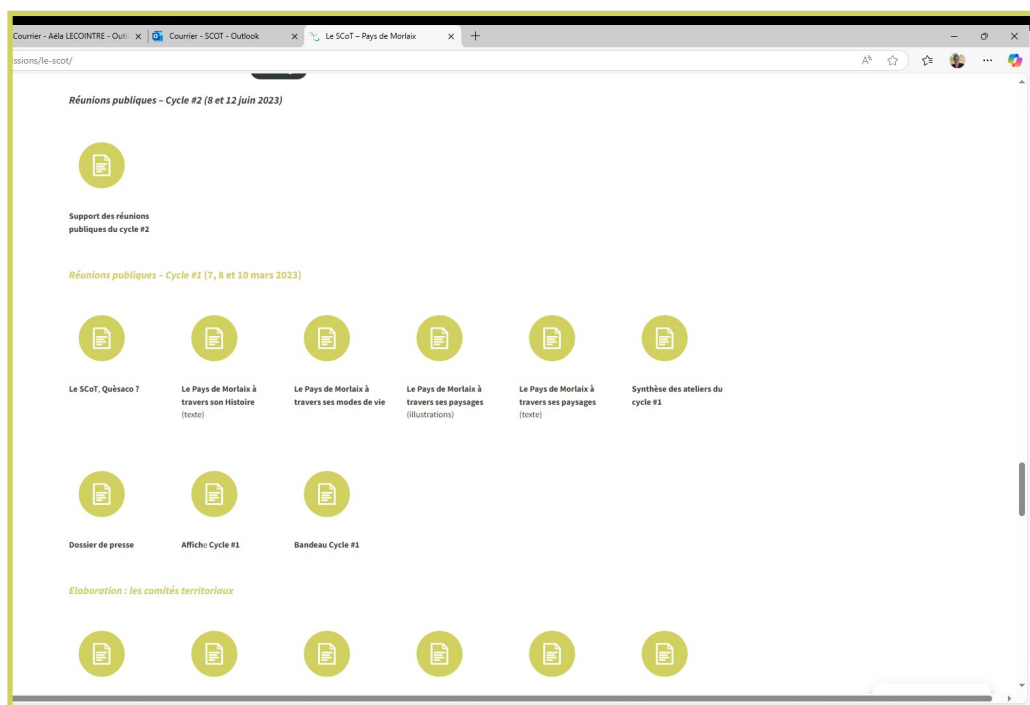 Courrier - Aëla LECOINTRE - Outl
Courrier - SCOT - Outlook
Le SCoT – Pays de Morlaix
ssions/le-scot/
Réunions publiques – Cycle #2 (8 et 12 juin 2023)
Support des réunions
publiques du cycle #2
Réunions publiques – Cycle #1 (7, 8 et 10 mars 2023)
Le SCoT, Quèsaco ?
Le Pays de Morlaix à
travers son Histoire
(texte)
Le Pays de Morlaix à
travers ses modes de vie
Le Pays de Morlaix à
travers ses paysages
(illustrations)
Le Pays de Morlaix à
travers ses paysages
(texte)
Synthèse des ateliers du
cycle #1
Dossier de presse
Affiche Cycle #1
Bandeau Cycle #1
Elaboration : les comités territoriaux